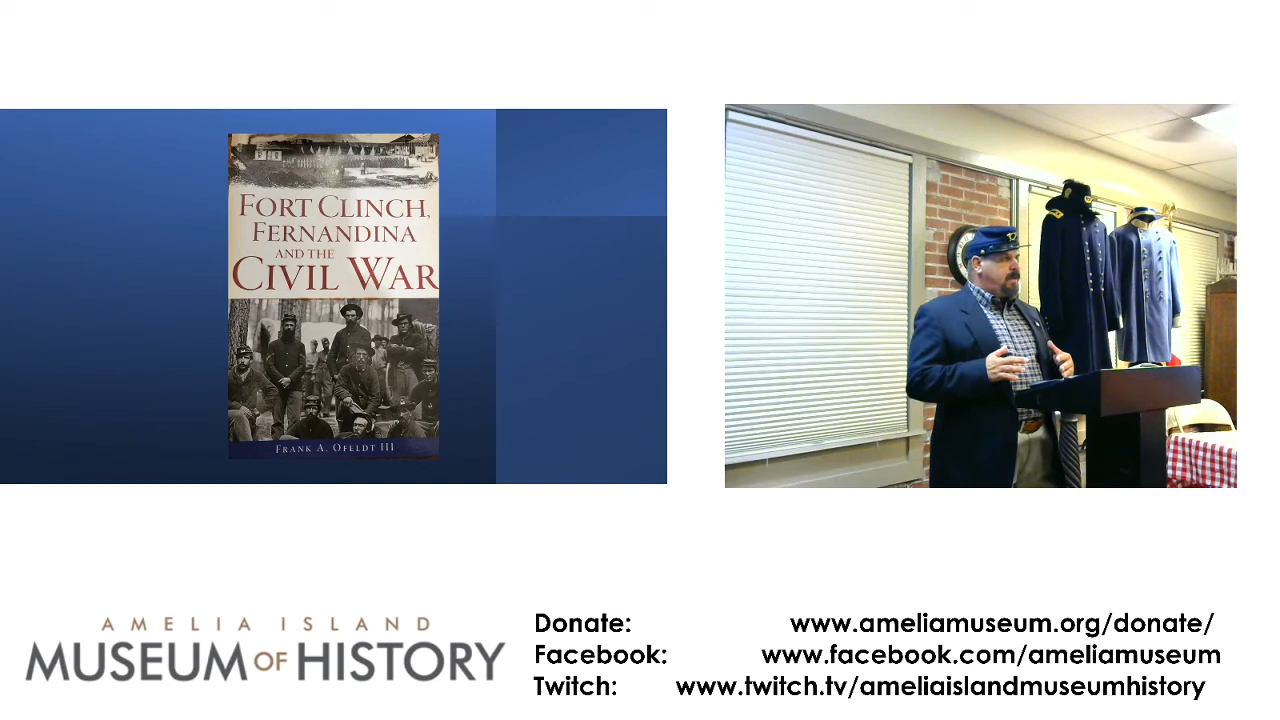 FORT CLINCH,
FERNANDINA
AND THE
CIVIL WAR
FRANK A. OFELDT III
AMELIA ISLAND
MUSEUM OF HISTORY
Donate: www.ameliamuseum.org/donate/
Facebook: www.facebook.com/ameliamuseum
Twitch: www.twitch.tv/ameliaislandmuseumhistory